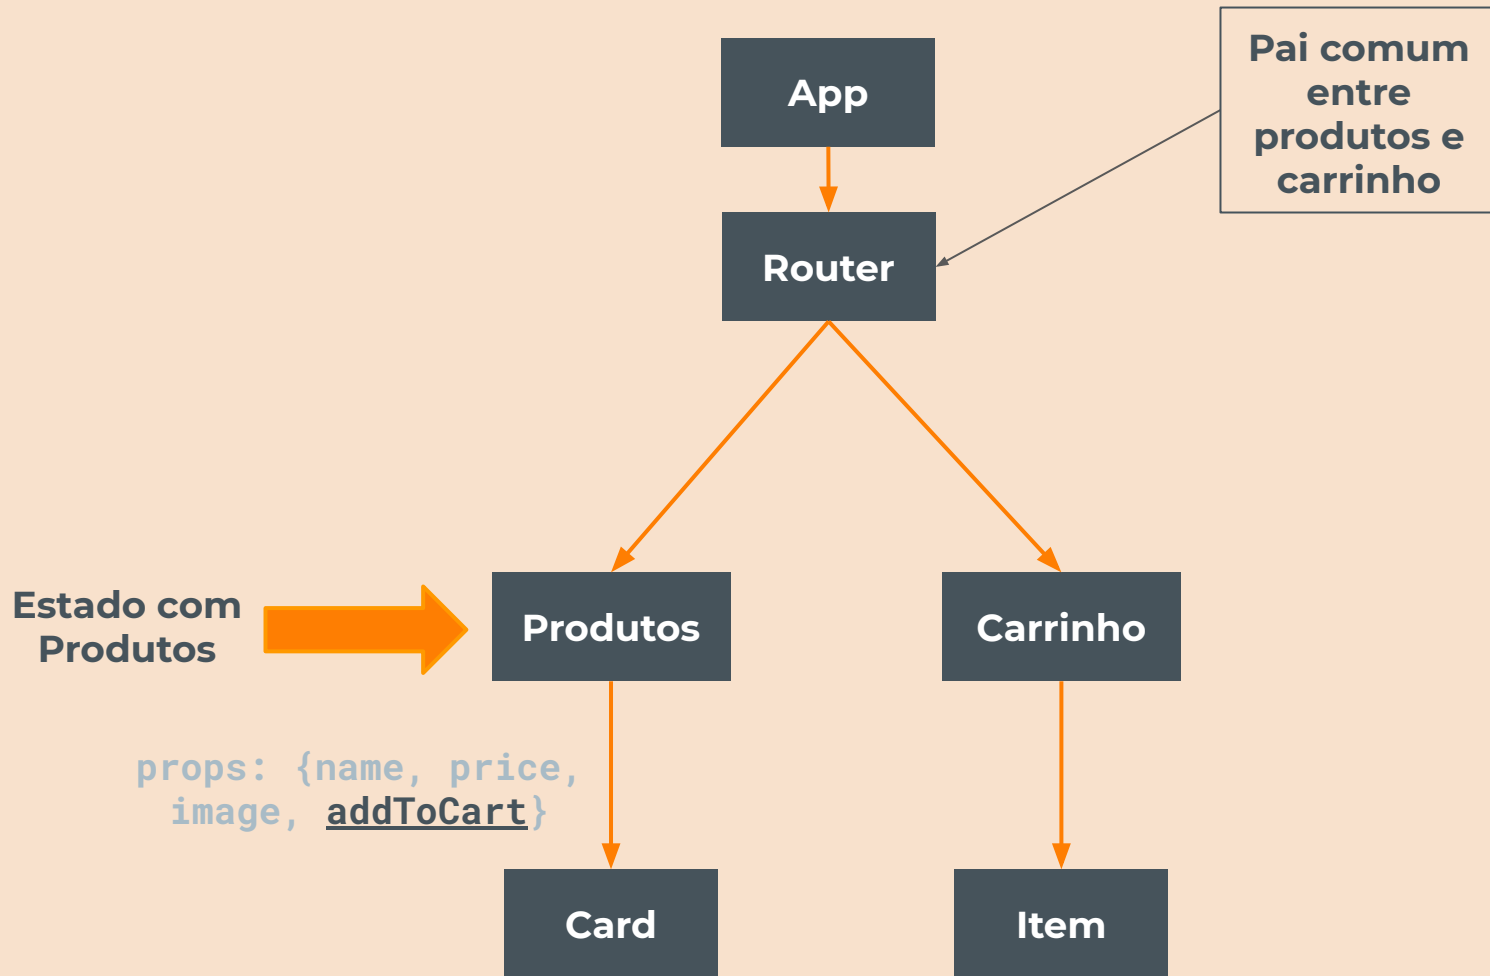 App
Pai comum
entre
produtos e
carrinho
Router
Estado com
Produtos
Produtos
Carrinho
props: {name, price,
image, addToCart}
Card
Item